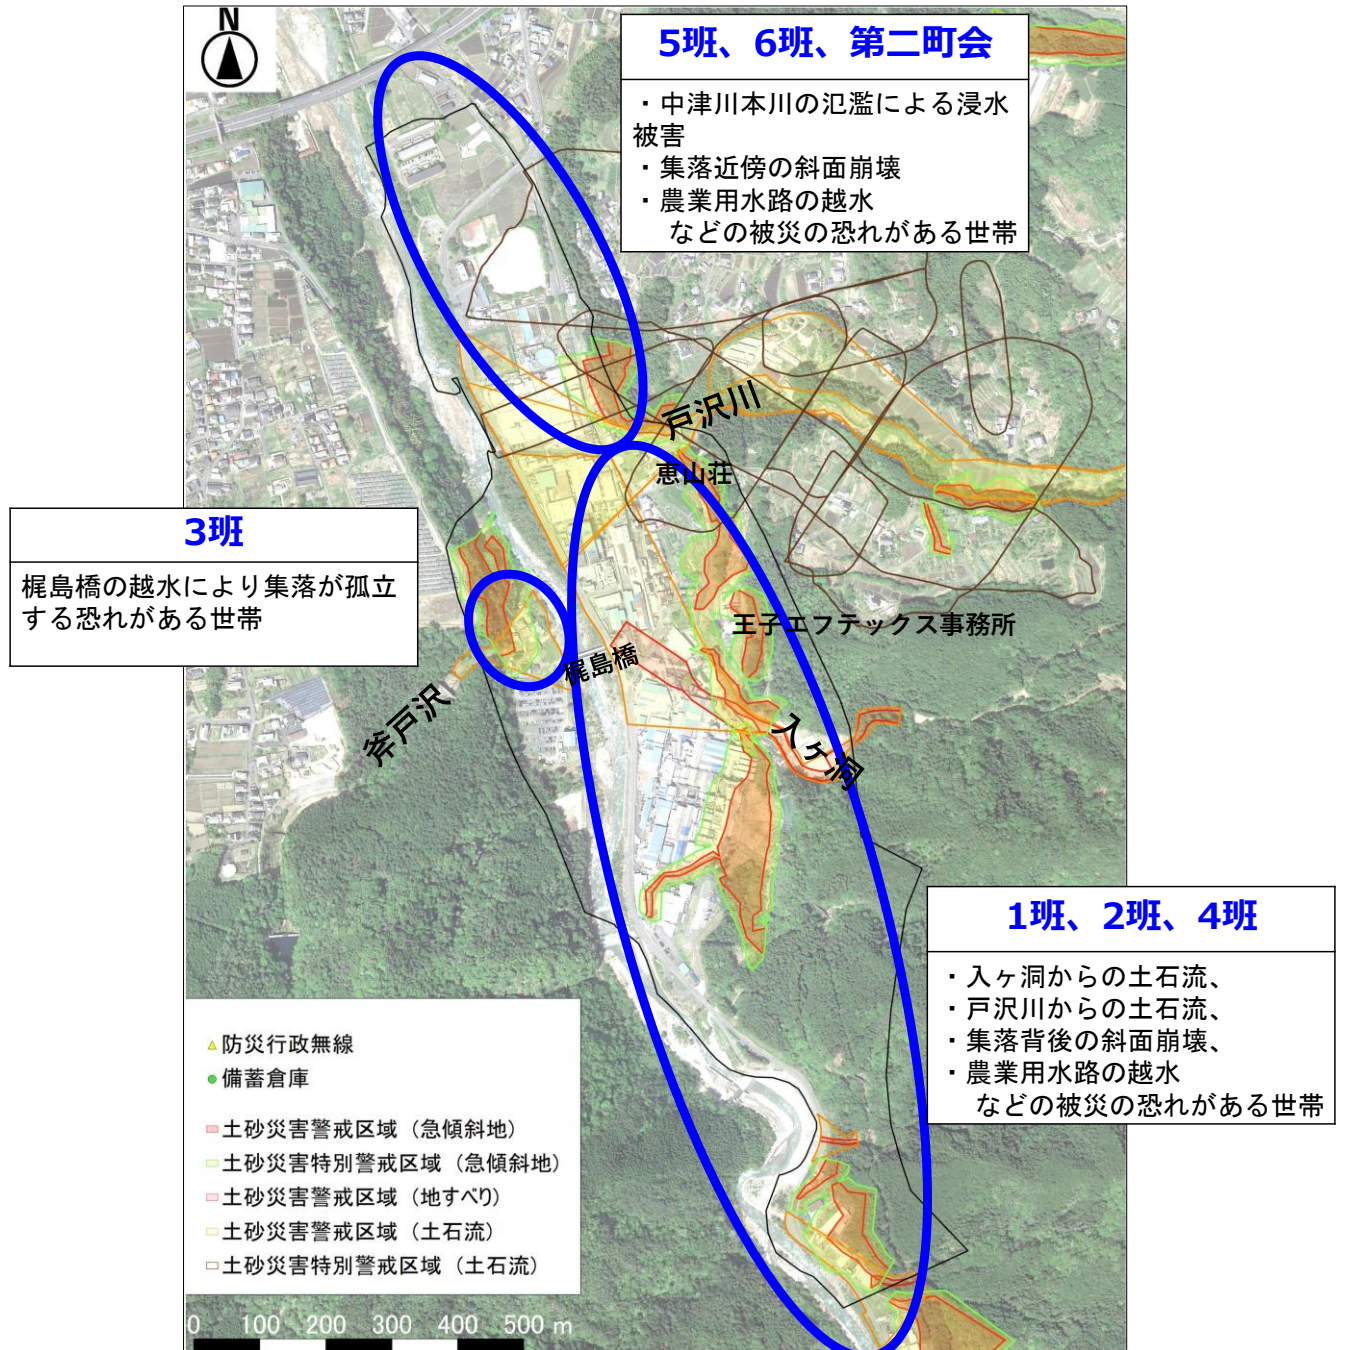 N
5班、6班、第二町会
・中津川本川の氾濫による浸水
被害
・集落近傍の斜面崩壊
・農業用水路の越水
などの被災の恐れがある世帯
戸沢川
恵山荘
3班
梶島橋の越水により集落が孤立
する恐れがある世帯
王子エフテックス事務所
梶島橋
斧戸沢
入ヶ洞
1班、2班、4班
・入ヶ洞からの土石流、
・戸沢川からの土石流、
・集落背後の斜面崩壊、
・農業用水路の越水
などの被災の恐れがある世帯
防災行政無線
備蓄倉庫
土砂災害警戒区域（急傾斜地）
土砂災害特別警戒区域（急傾斜地）
土砂災害警戒区域（地すべり）
土砂災害警戒区域（土石流）
土砂災害特別警戒区域（土石流）
0 100 200 300 400 500 m